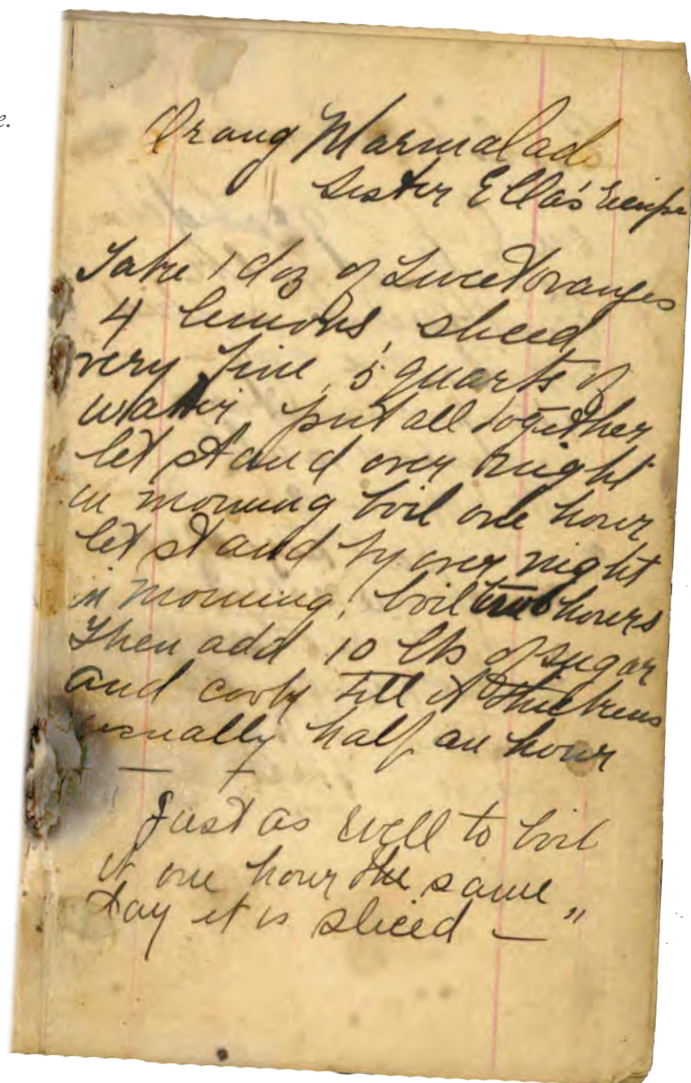 e.
Orang Marmalad
Sister Ella's Recipe
Take 1 doz of Sweet oranges
4 lemons, sliced
very fine, 5 quarts of
water put all together
let stand over night
in morning boil one hour
let stand over night
in morning, boil two hours
Then add 10 lbs of sugar
and cook till it thickens
usually half an hour
" Just as well to boil
it one hour the same
day it is sliced — "